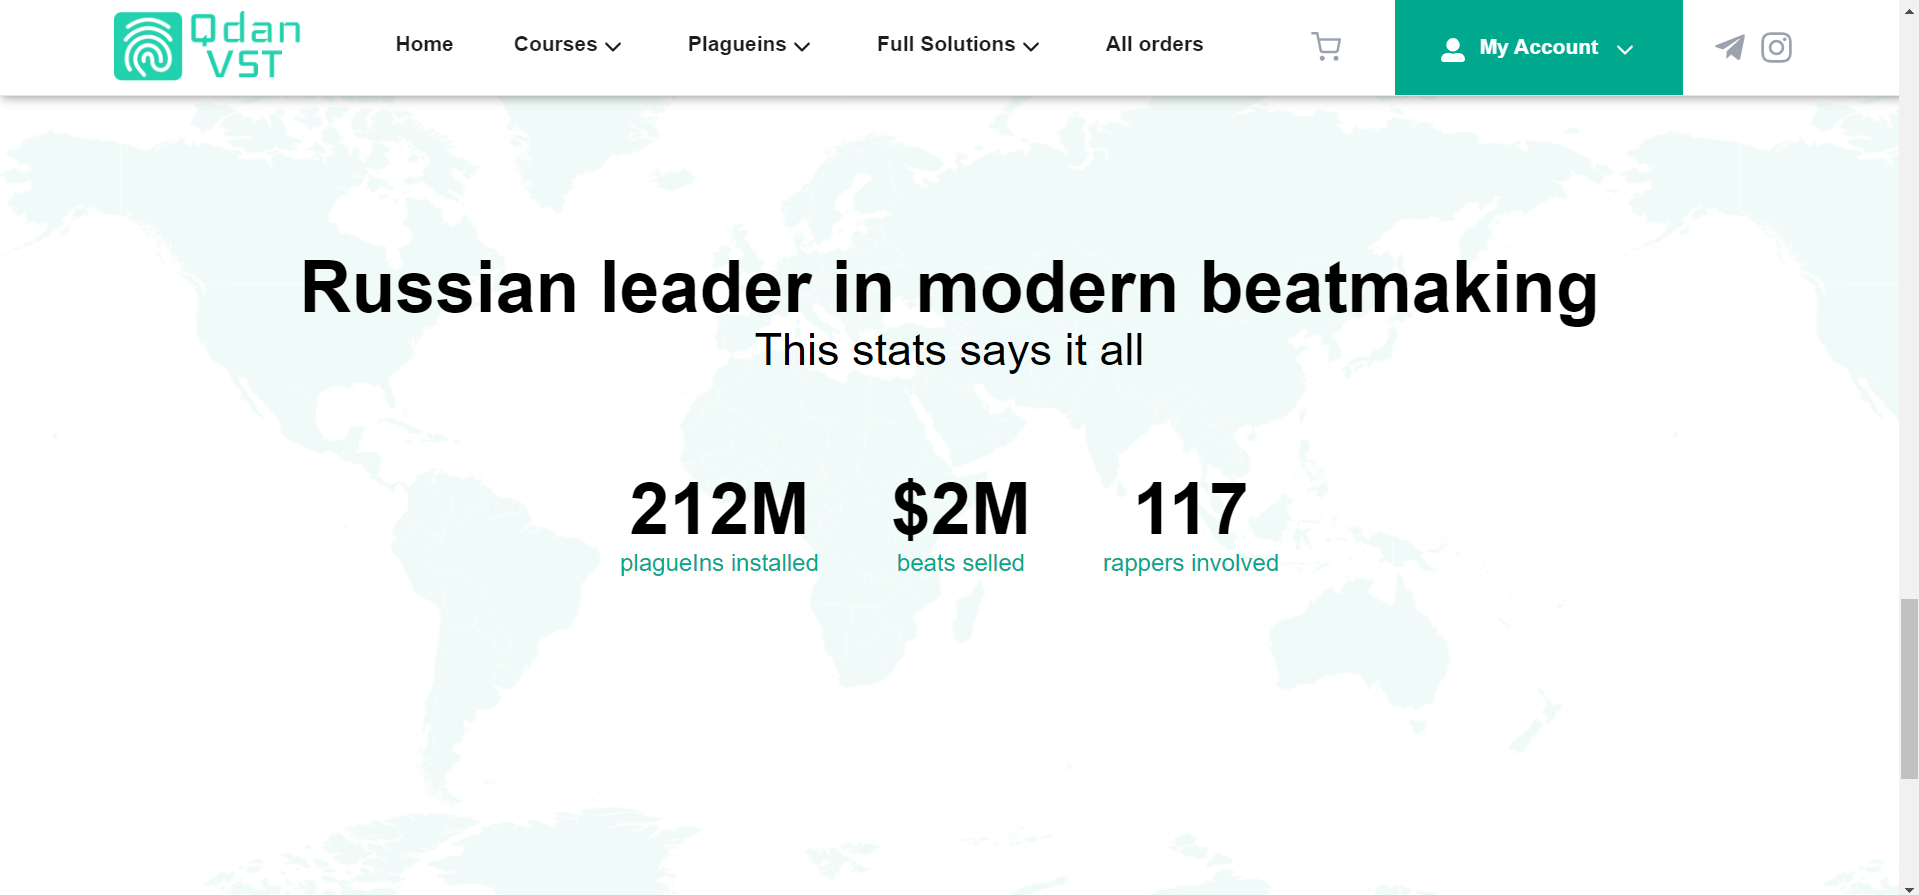 Qdan
VST
Home
Courses
Plagueins
Full Solutions
All orders
My Account
Russian leader in modern beatmaking
This stats says it all
212M
plagueIns installed
$2M
beats selled
117
rappers involved